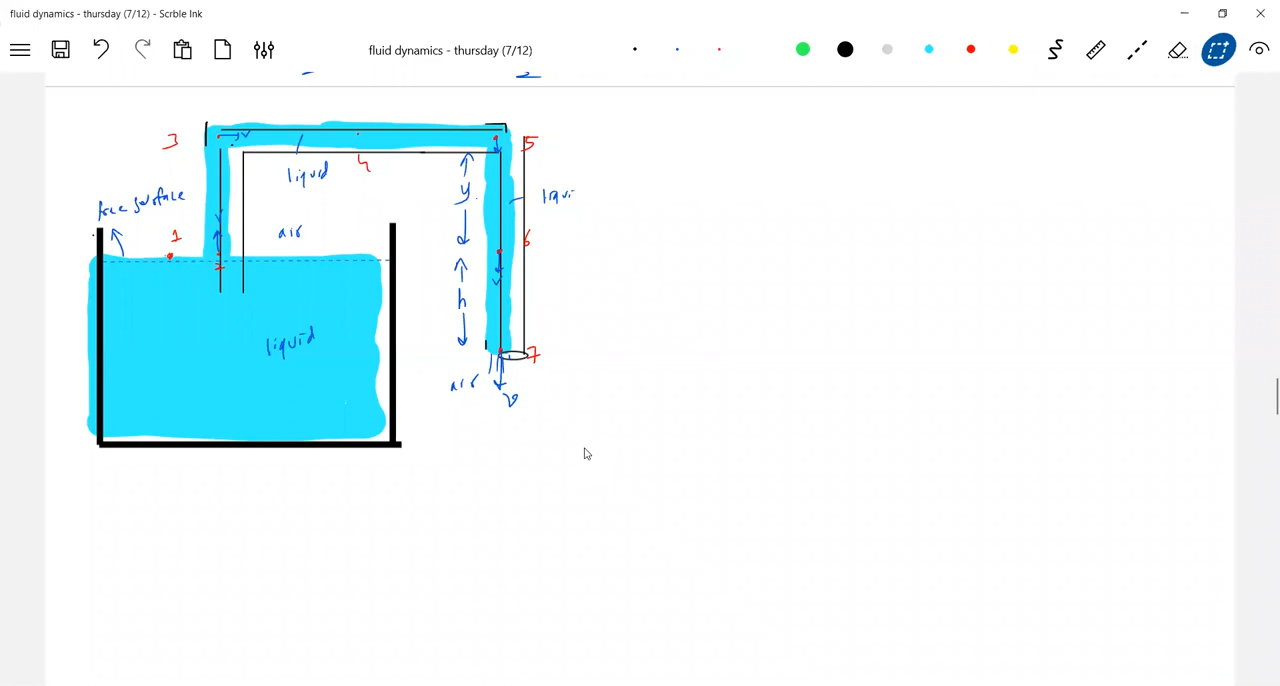 fluid dynamics - thursday (7/12) - Scrble Ink
fluid dynamics - thursday (7/12)
3
v
5
4
liquid
y
liqui
free surface
1
air
v
6
2
v
h
liquid
7
air
v